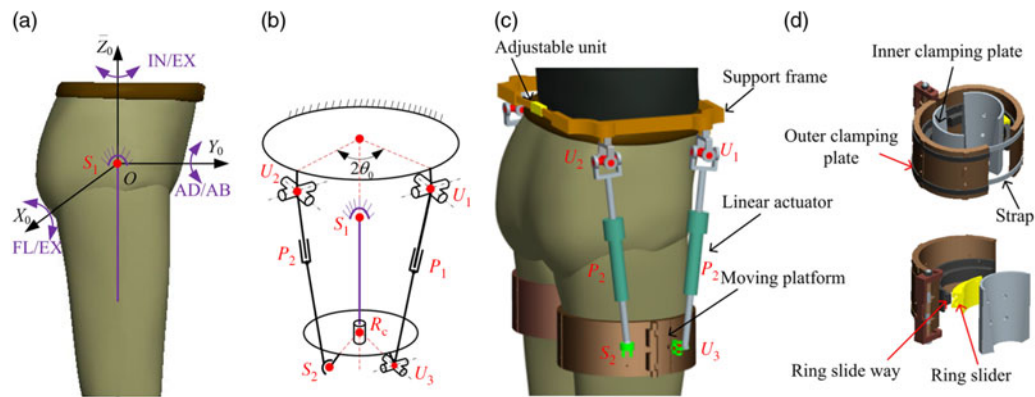 (a)
Z̄₀
IN/EX
S₁
O
Y₀
AD/AB
X₀
FL/EX
(b)
2θ₀
U₂
U₁
S₁
P₂
P₁
R_c
S₂
U₃
(c)
Adjustable unit
Support frame
U₂
U₁
Linear actuator
P₂
P₂
Moving platform
S₂
U₃
(d)
Inner clamping plate
Outer clamping
plate
Strap
Ring slide way
Ring slider